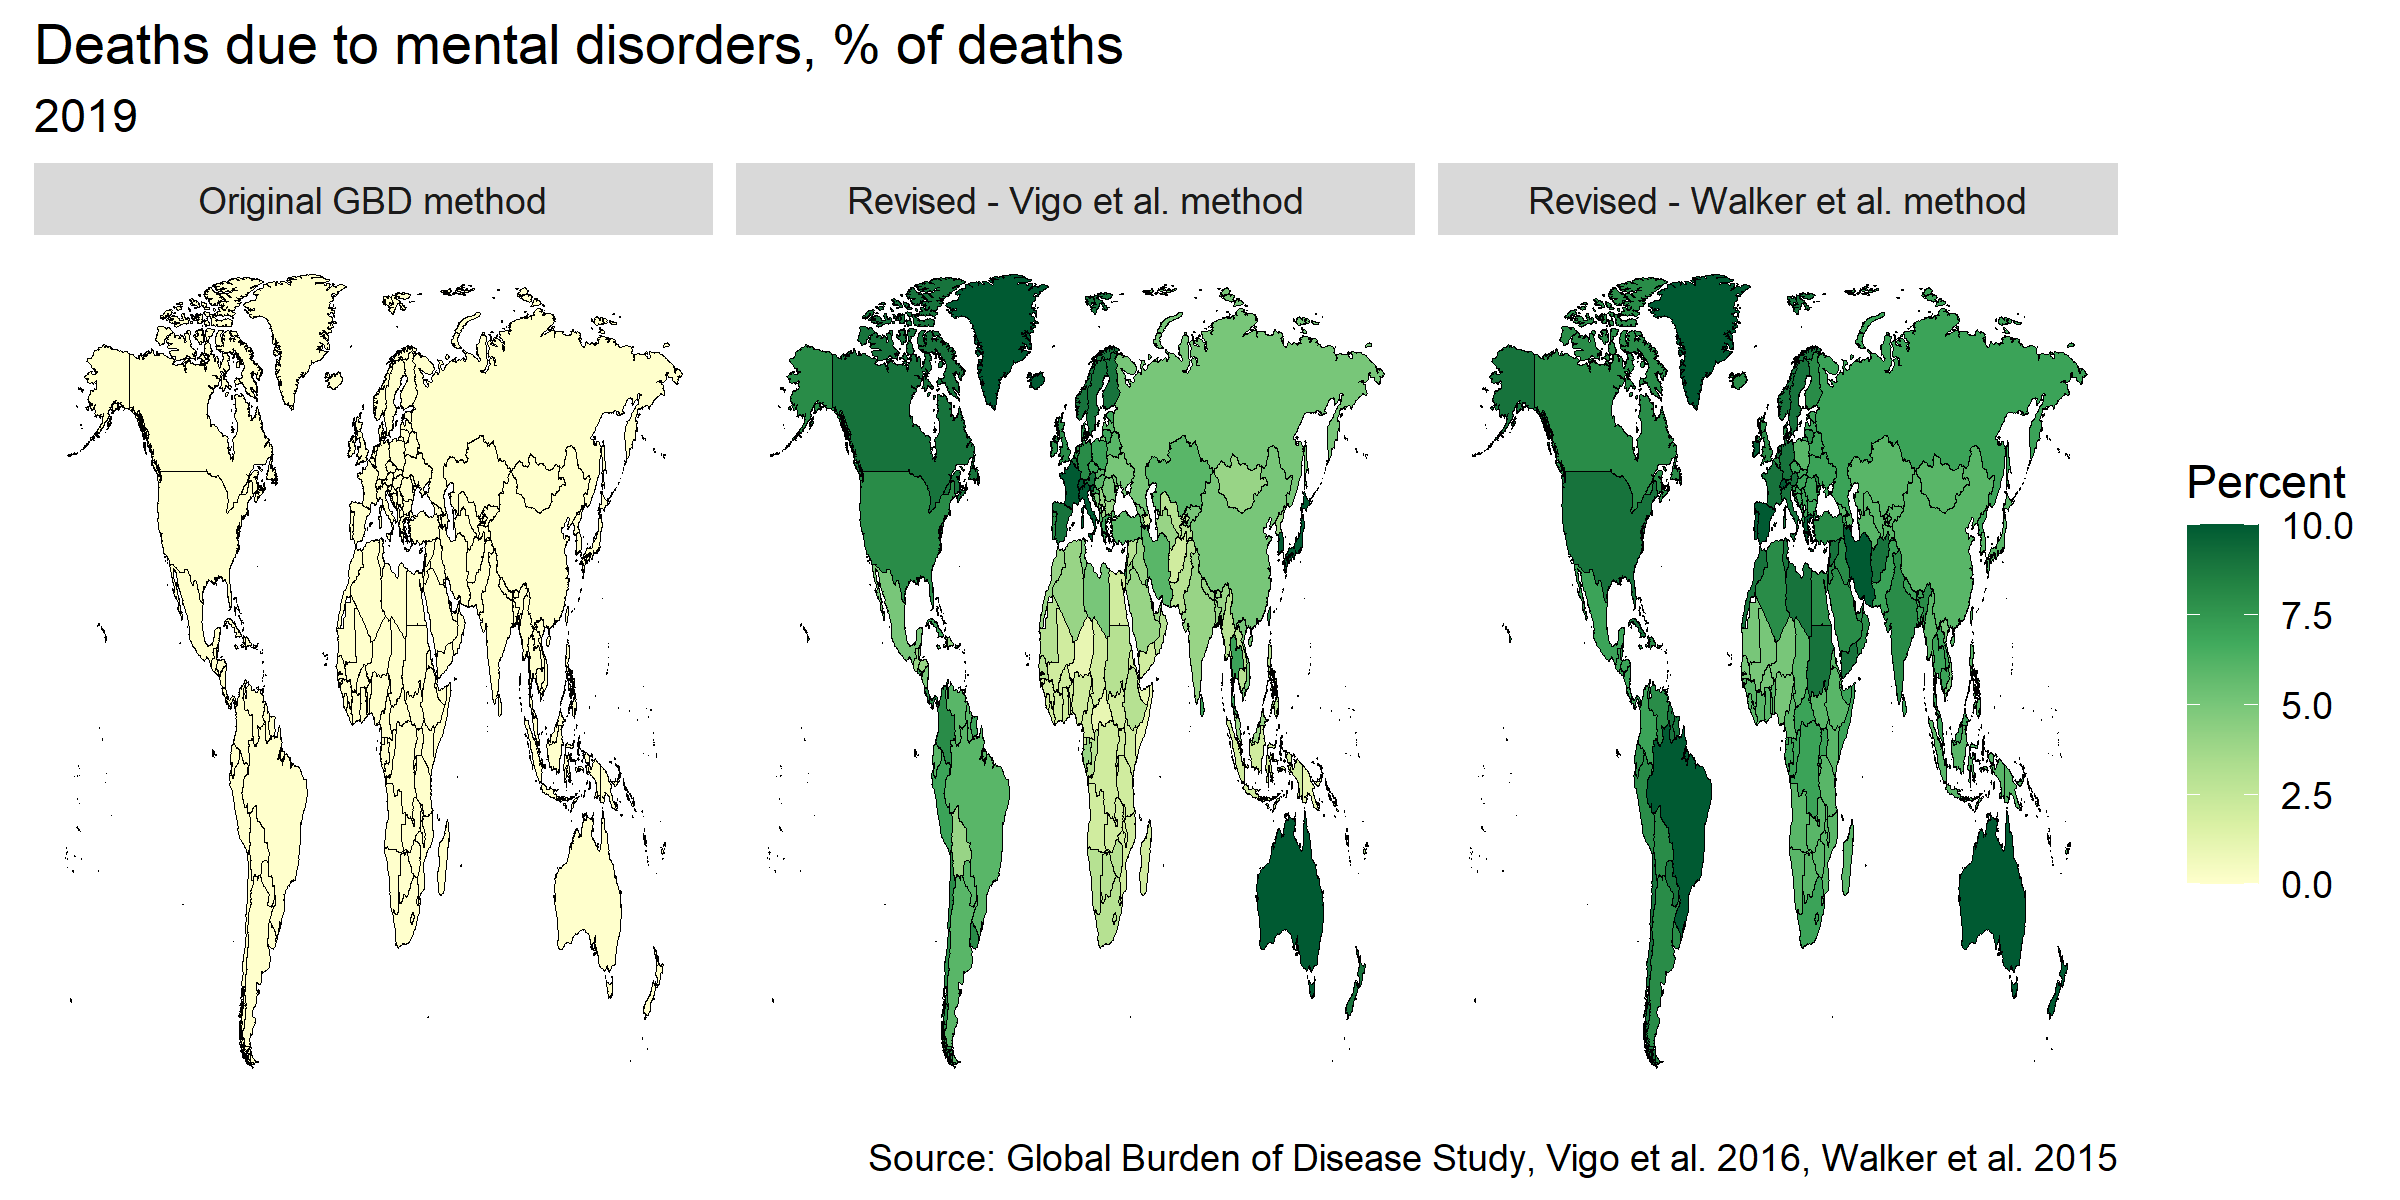 Deaths due to mental disorders, % of deaths
2019
Original GBD method
Revised - Vigo et al. method
Revised - Walker et al. method
Percent
10.0
7.5
5.0
2.5
0.0
Source: Global Burden of Disease Study, Vigo et al. 2016, Walker et al. 2015